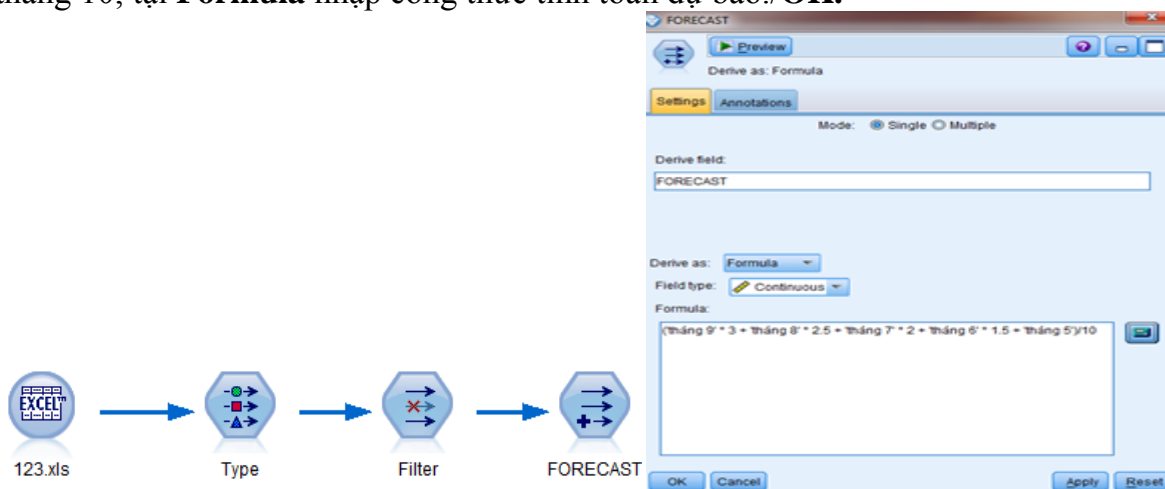 tháng 10, tại Formula nhập công thức tính toán dự báo./OK.
FORECAST
Preview
Derive as: Formula
Settings Annotations
Mode: Single Multiple
Derive field:
FORECAST
Derive as: Formula
Field type: Continuous
Formula:
('tháng 9' * 3 + 'tháng 8' * 2.5 + 'tháng 7' * 2 + 'tháng 6' * 1.5 + 'tháng 5')/10
OK Cancel Apply Reset
EXCEL™
123.xls Type Filter FORECAST